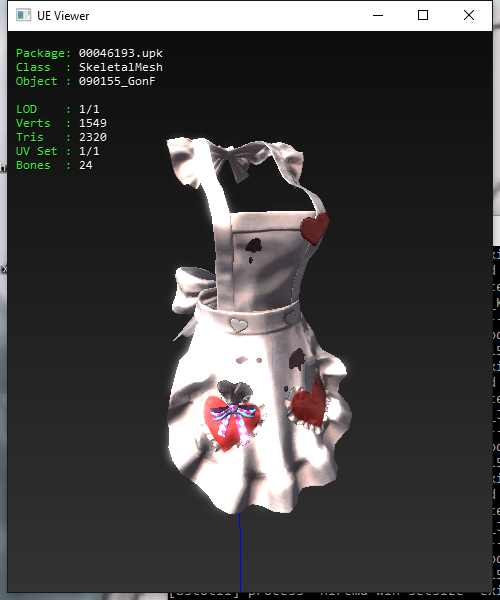 UE Viewer
Package: 00046193.upk
Class : SkeletalMesh
Object : 090155_GonF
LOD : 1/1
Verts : 1549
Tris : 2320
UV Set : 1/1
Bones : 24